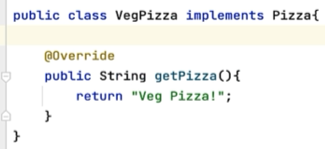 public class VegPizza implements Pizza{
@Override
public String getPizza(){
return "Veg Pizza!";
}
}